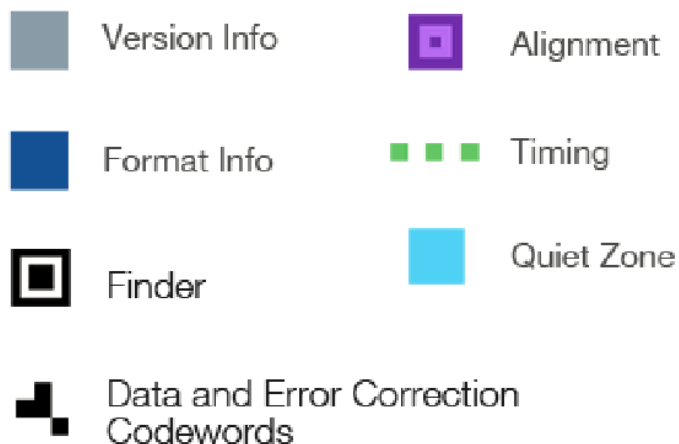 Version Info
Format Info
Finder
Data and Error Correction
Codewords
Alignment
Timing
Quiet Zone